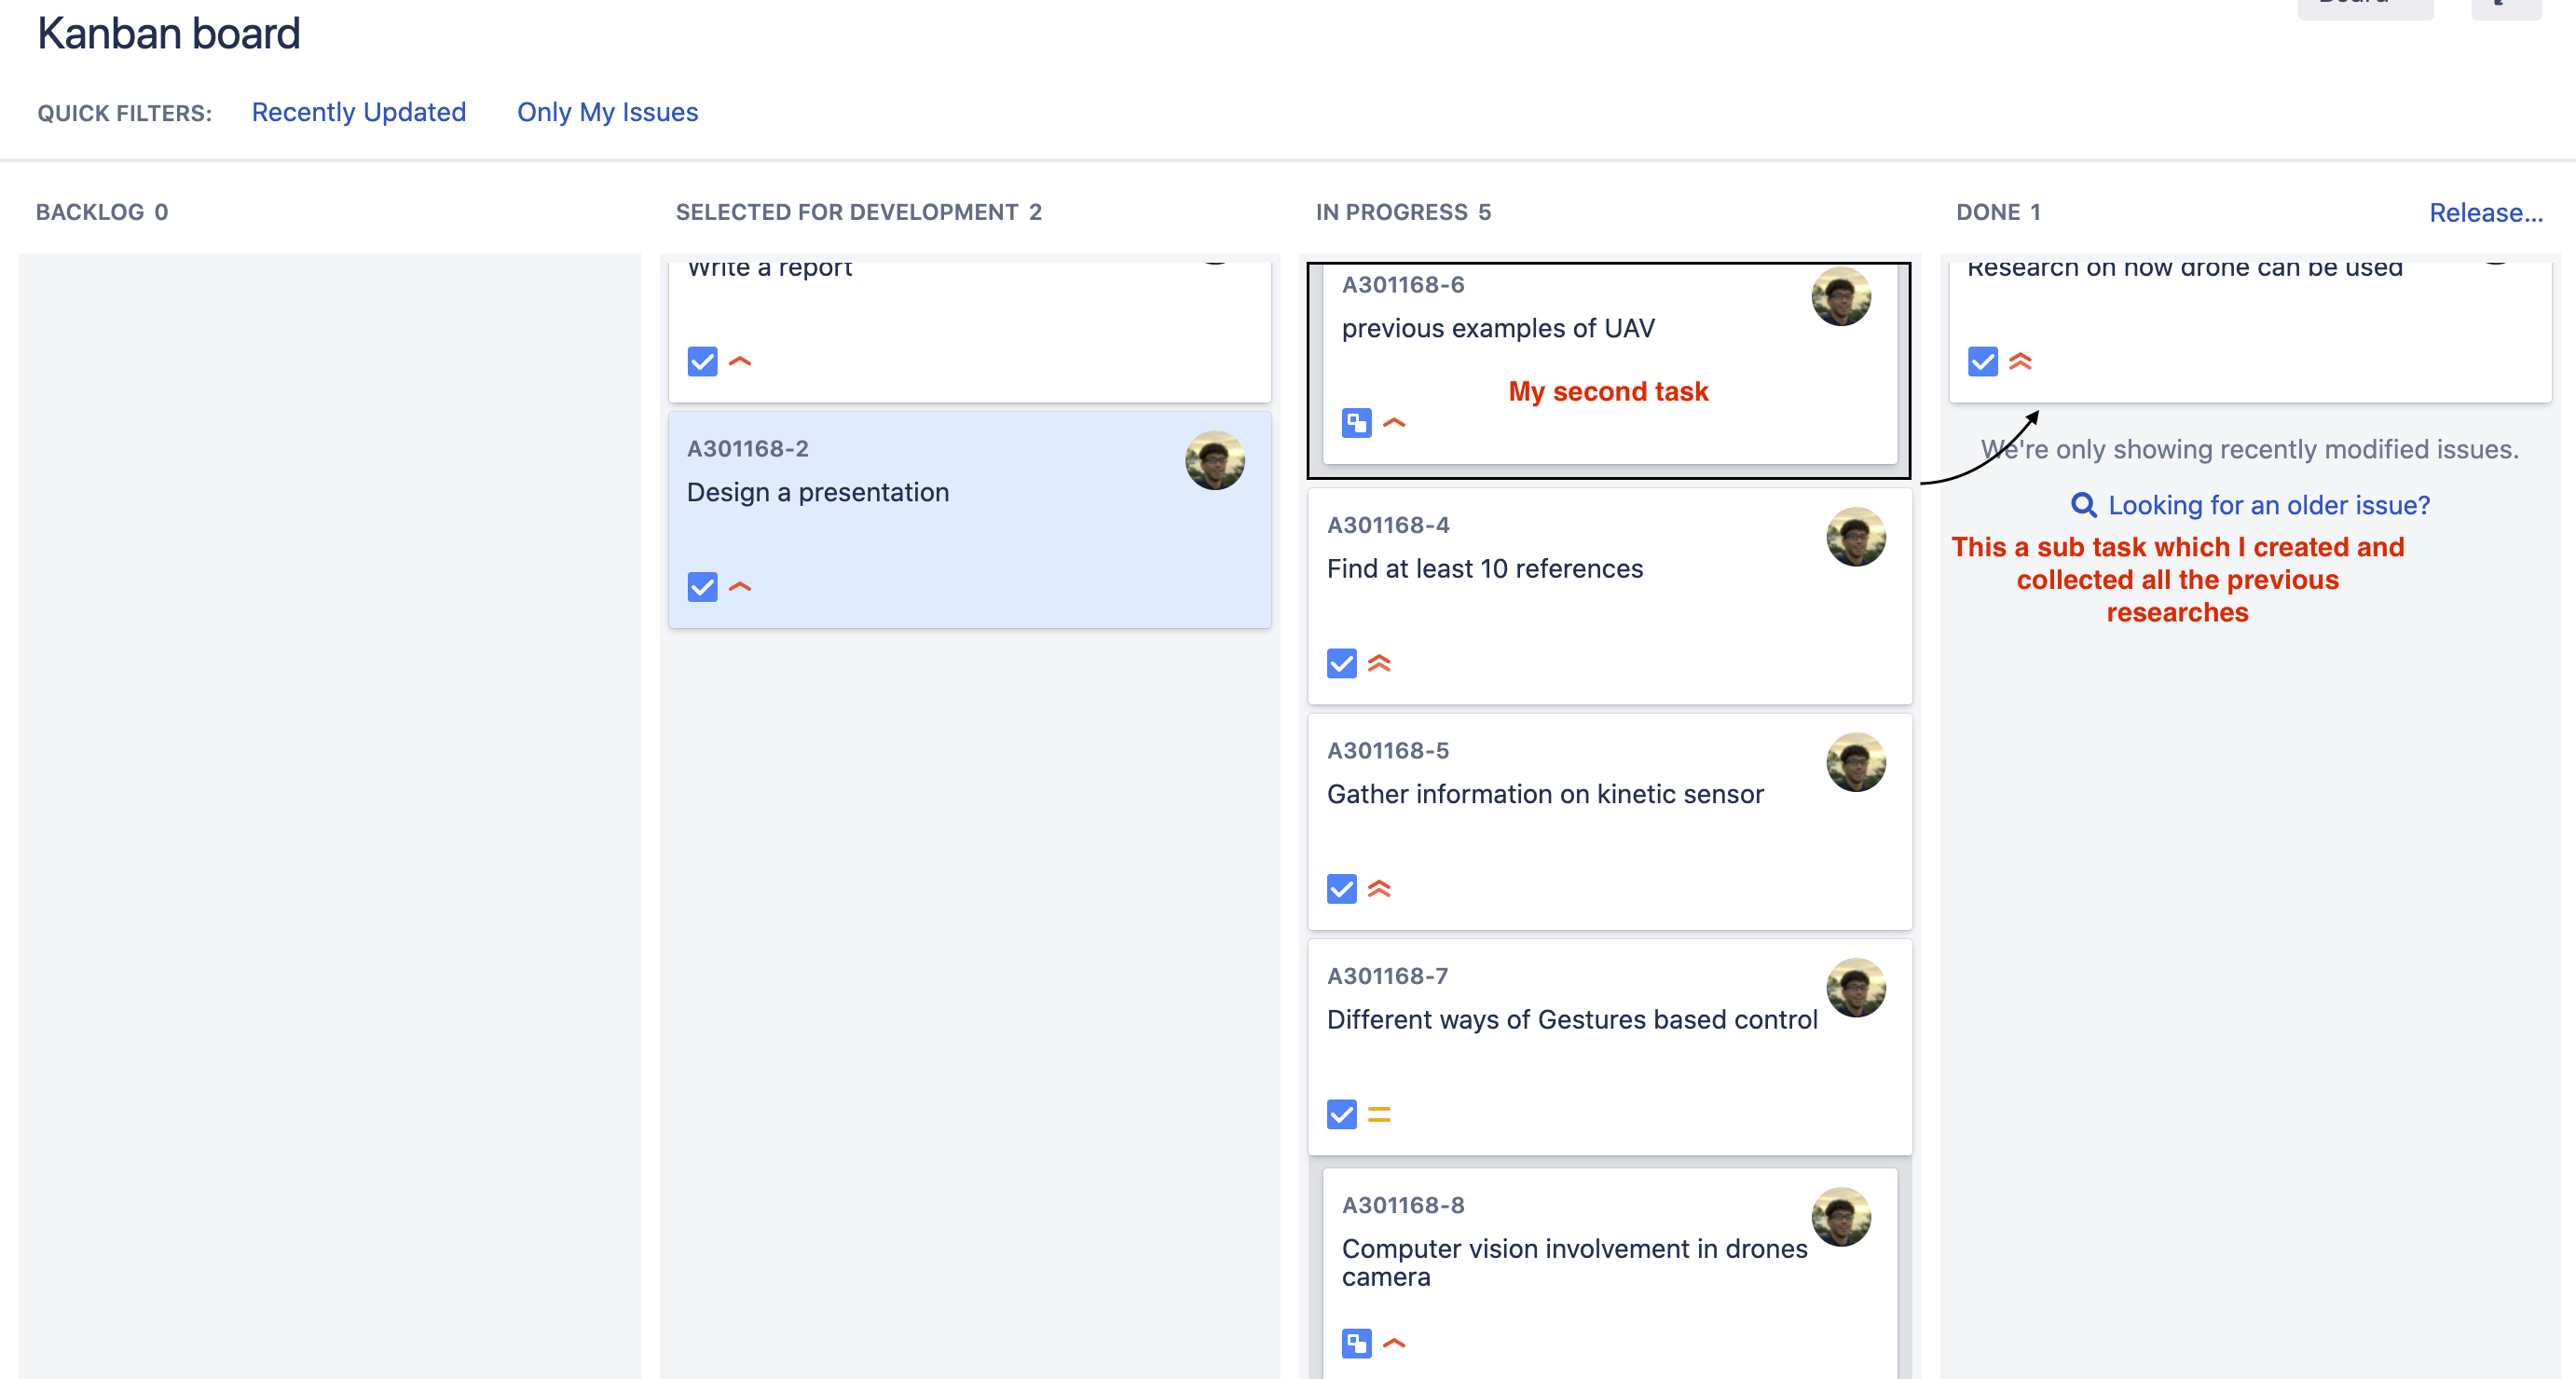 Kanban board
QUICK FILTERS: Recently Updated Only My Issues
BACKLOG 0
SELECTED FOR DEVELOPMENT 2
IN PROGRESS 5
DONE 1
Release...
Write a report
A301168-2
Design a presentation
A301168-6
previous examples of UAV
My second task
A301168-4
Find at least 10 references
A301168-5
Gather information on kinetic sensor
A301168-7
Different ways of Gestures based control
A301168-8
Computer vision involvement in drones
camera
Research on how drone can be used
We're only showing recently modified issues.
Looking for an older issue?
This a sub task which I created and
collected all the previous
researches